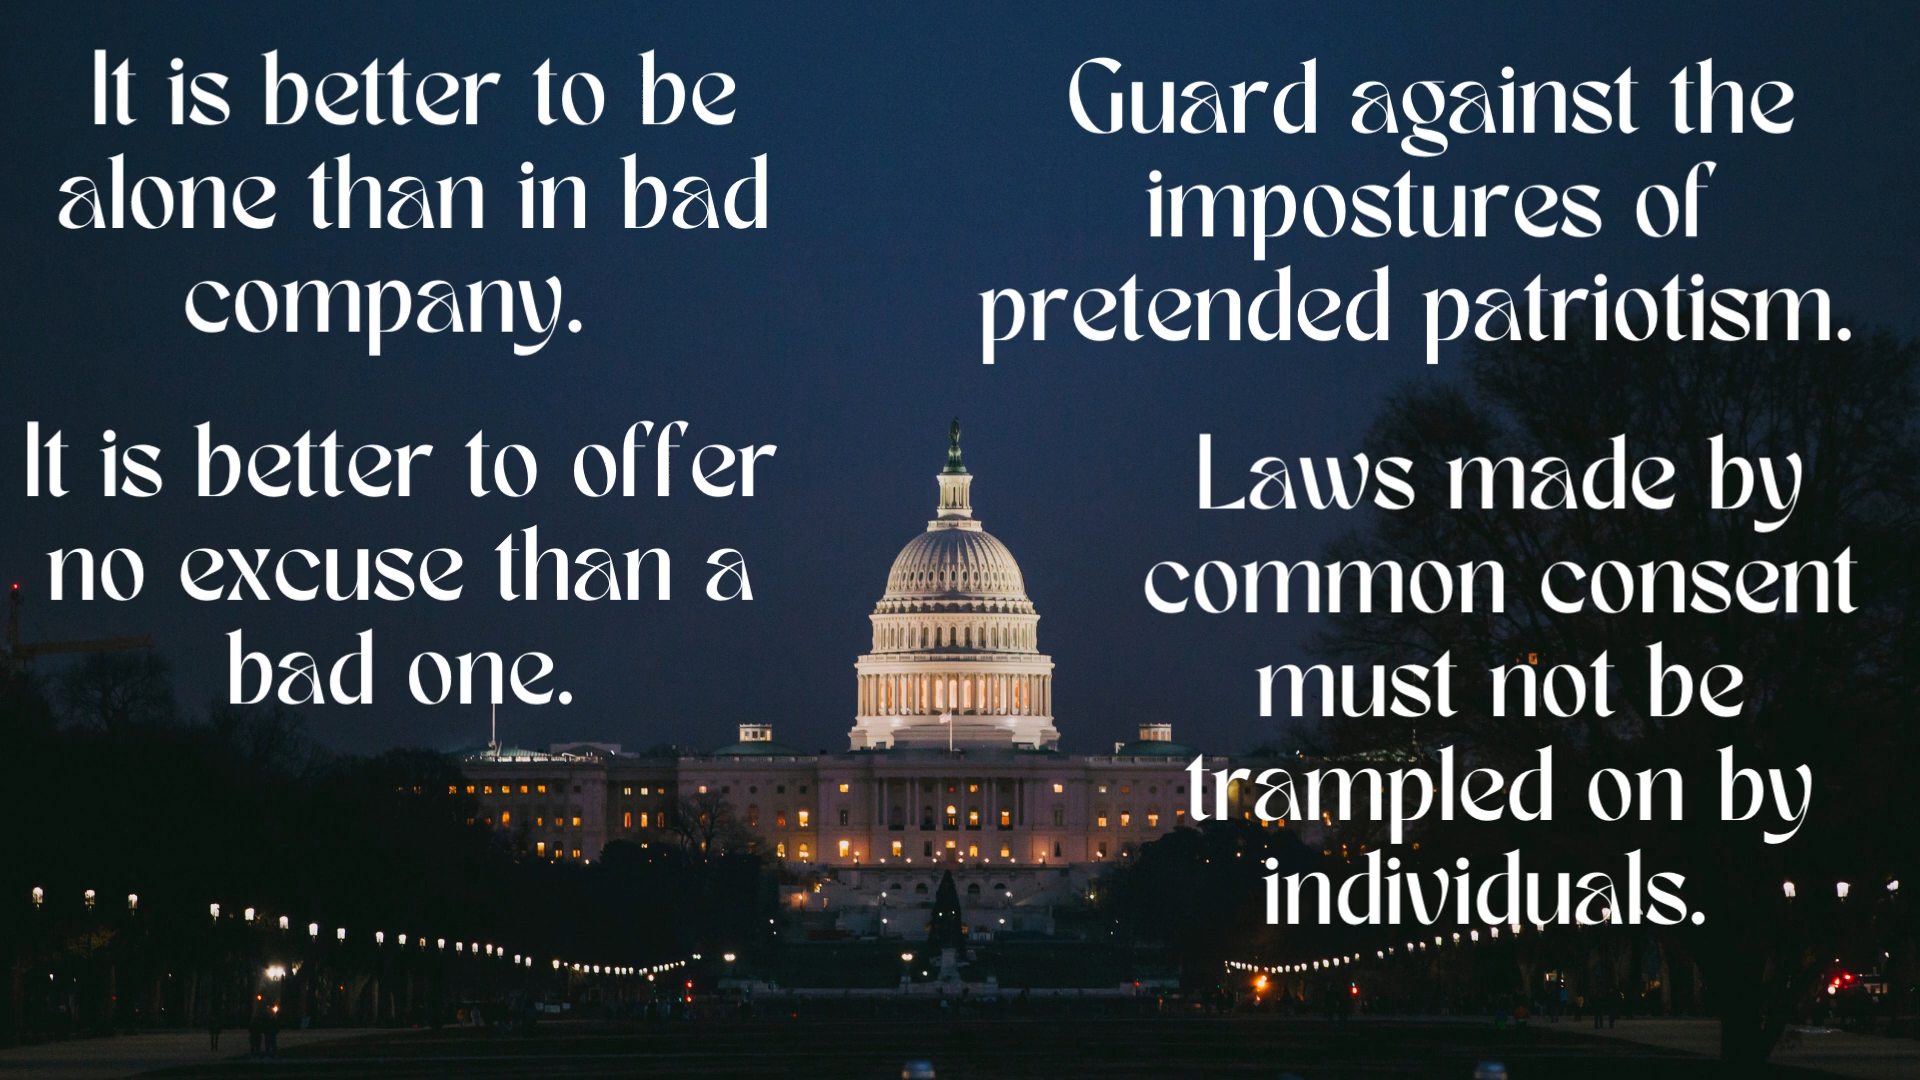 It is better to be
alone than in bad
company.
Guard against the
impostures of
pretended patriotism.
It is better to offer
no excuse than a
bad one.
Laws made by
common consent
must not be
trampled on by
individuals.